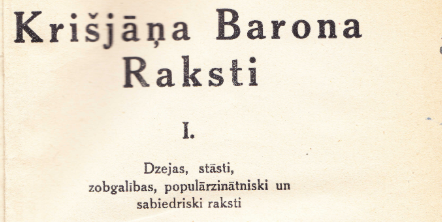 Krišjāņa Barona
Raksti
I.
Dzejas, stāsti,
zobgalības, populārzinātniski un
sabiedriski raksti